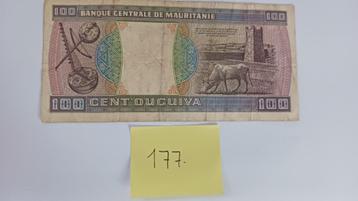 100 BANQUE CENTRALE DE MAURITANIE 100
100 CENT OUGUIYA 100
177.